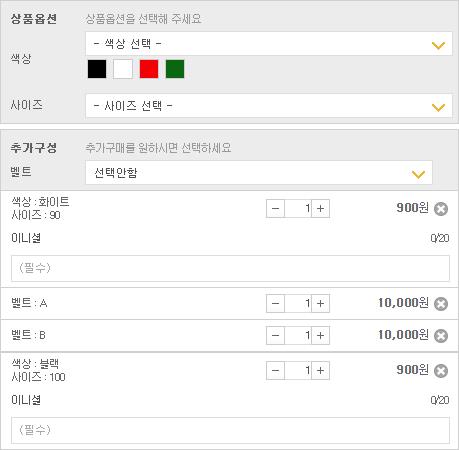 상품옵션 상품옵션을 선택해 주세요
색상 - 색상 선택 -
사이즈 - 사이즈 선택 -
추가구성 추가구매를 원하시면 선택하세요
벨트 선택안함
색상 : 화이트
사이즈 : 90
− 1 + 900원
이니셜 0/20
(필수)
벨트 : A − 1 + 10,000원
벨트 : B − 1 + 10,000원
색상 : 블랙
사이즈 : 100
− 1 + 900원
이니셜 0/20
(필수)